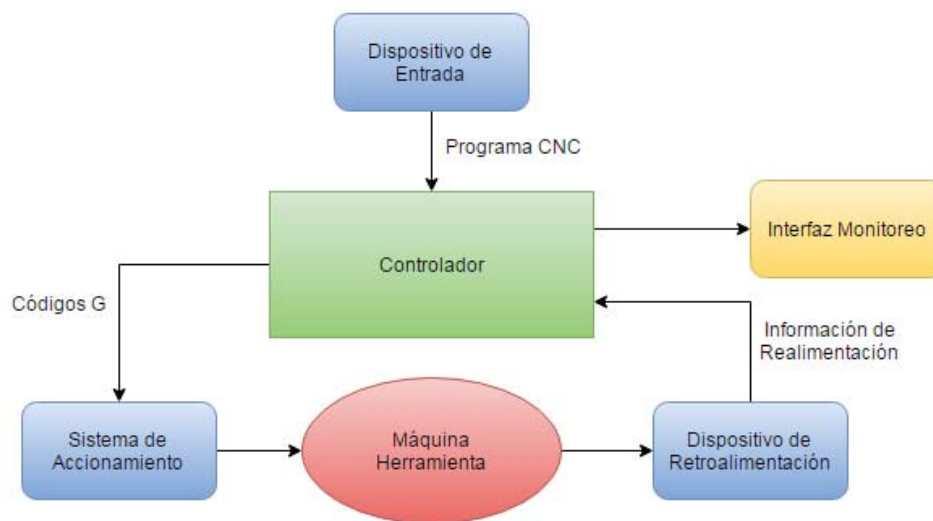 Dispositivo de
Entrada
Programa CNC
Interfaz Monitoreo
Controlador
Códigos G
Información de
Realimentación
Sistema de
Accionamiento
Máquina
Herramienta
Dispositivo de
Retroalimentación